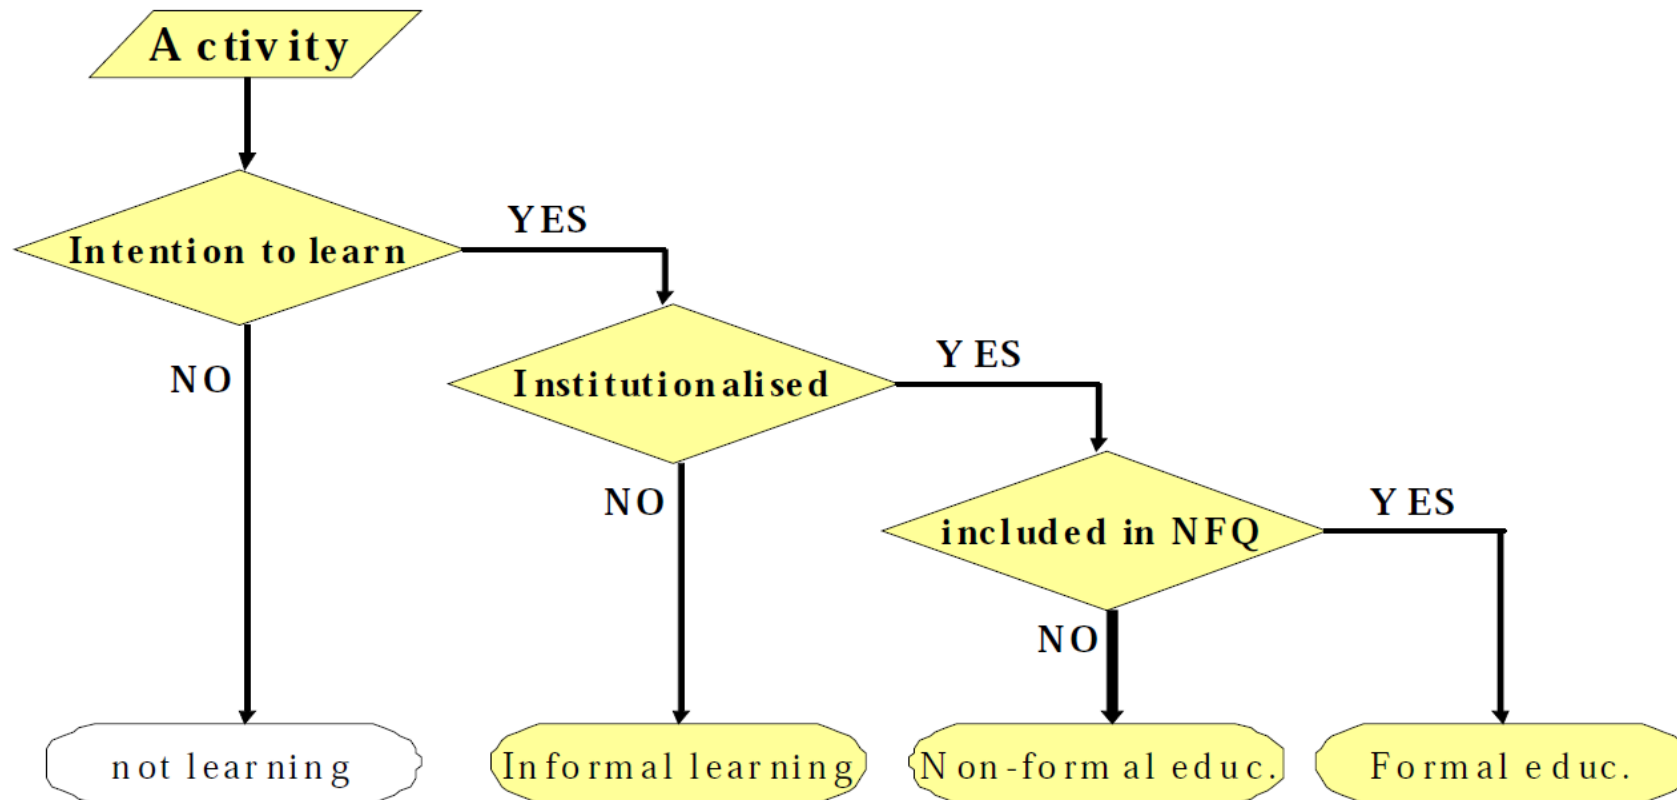 Activity
YES
Intention to learn
YES
NO
Institutionalised
NO
YES
included in NFQ
NO
not learning
Informal learning
Non-formal educ.
Formal educ.